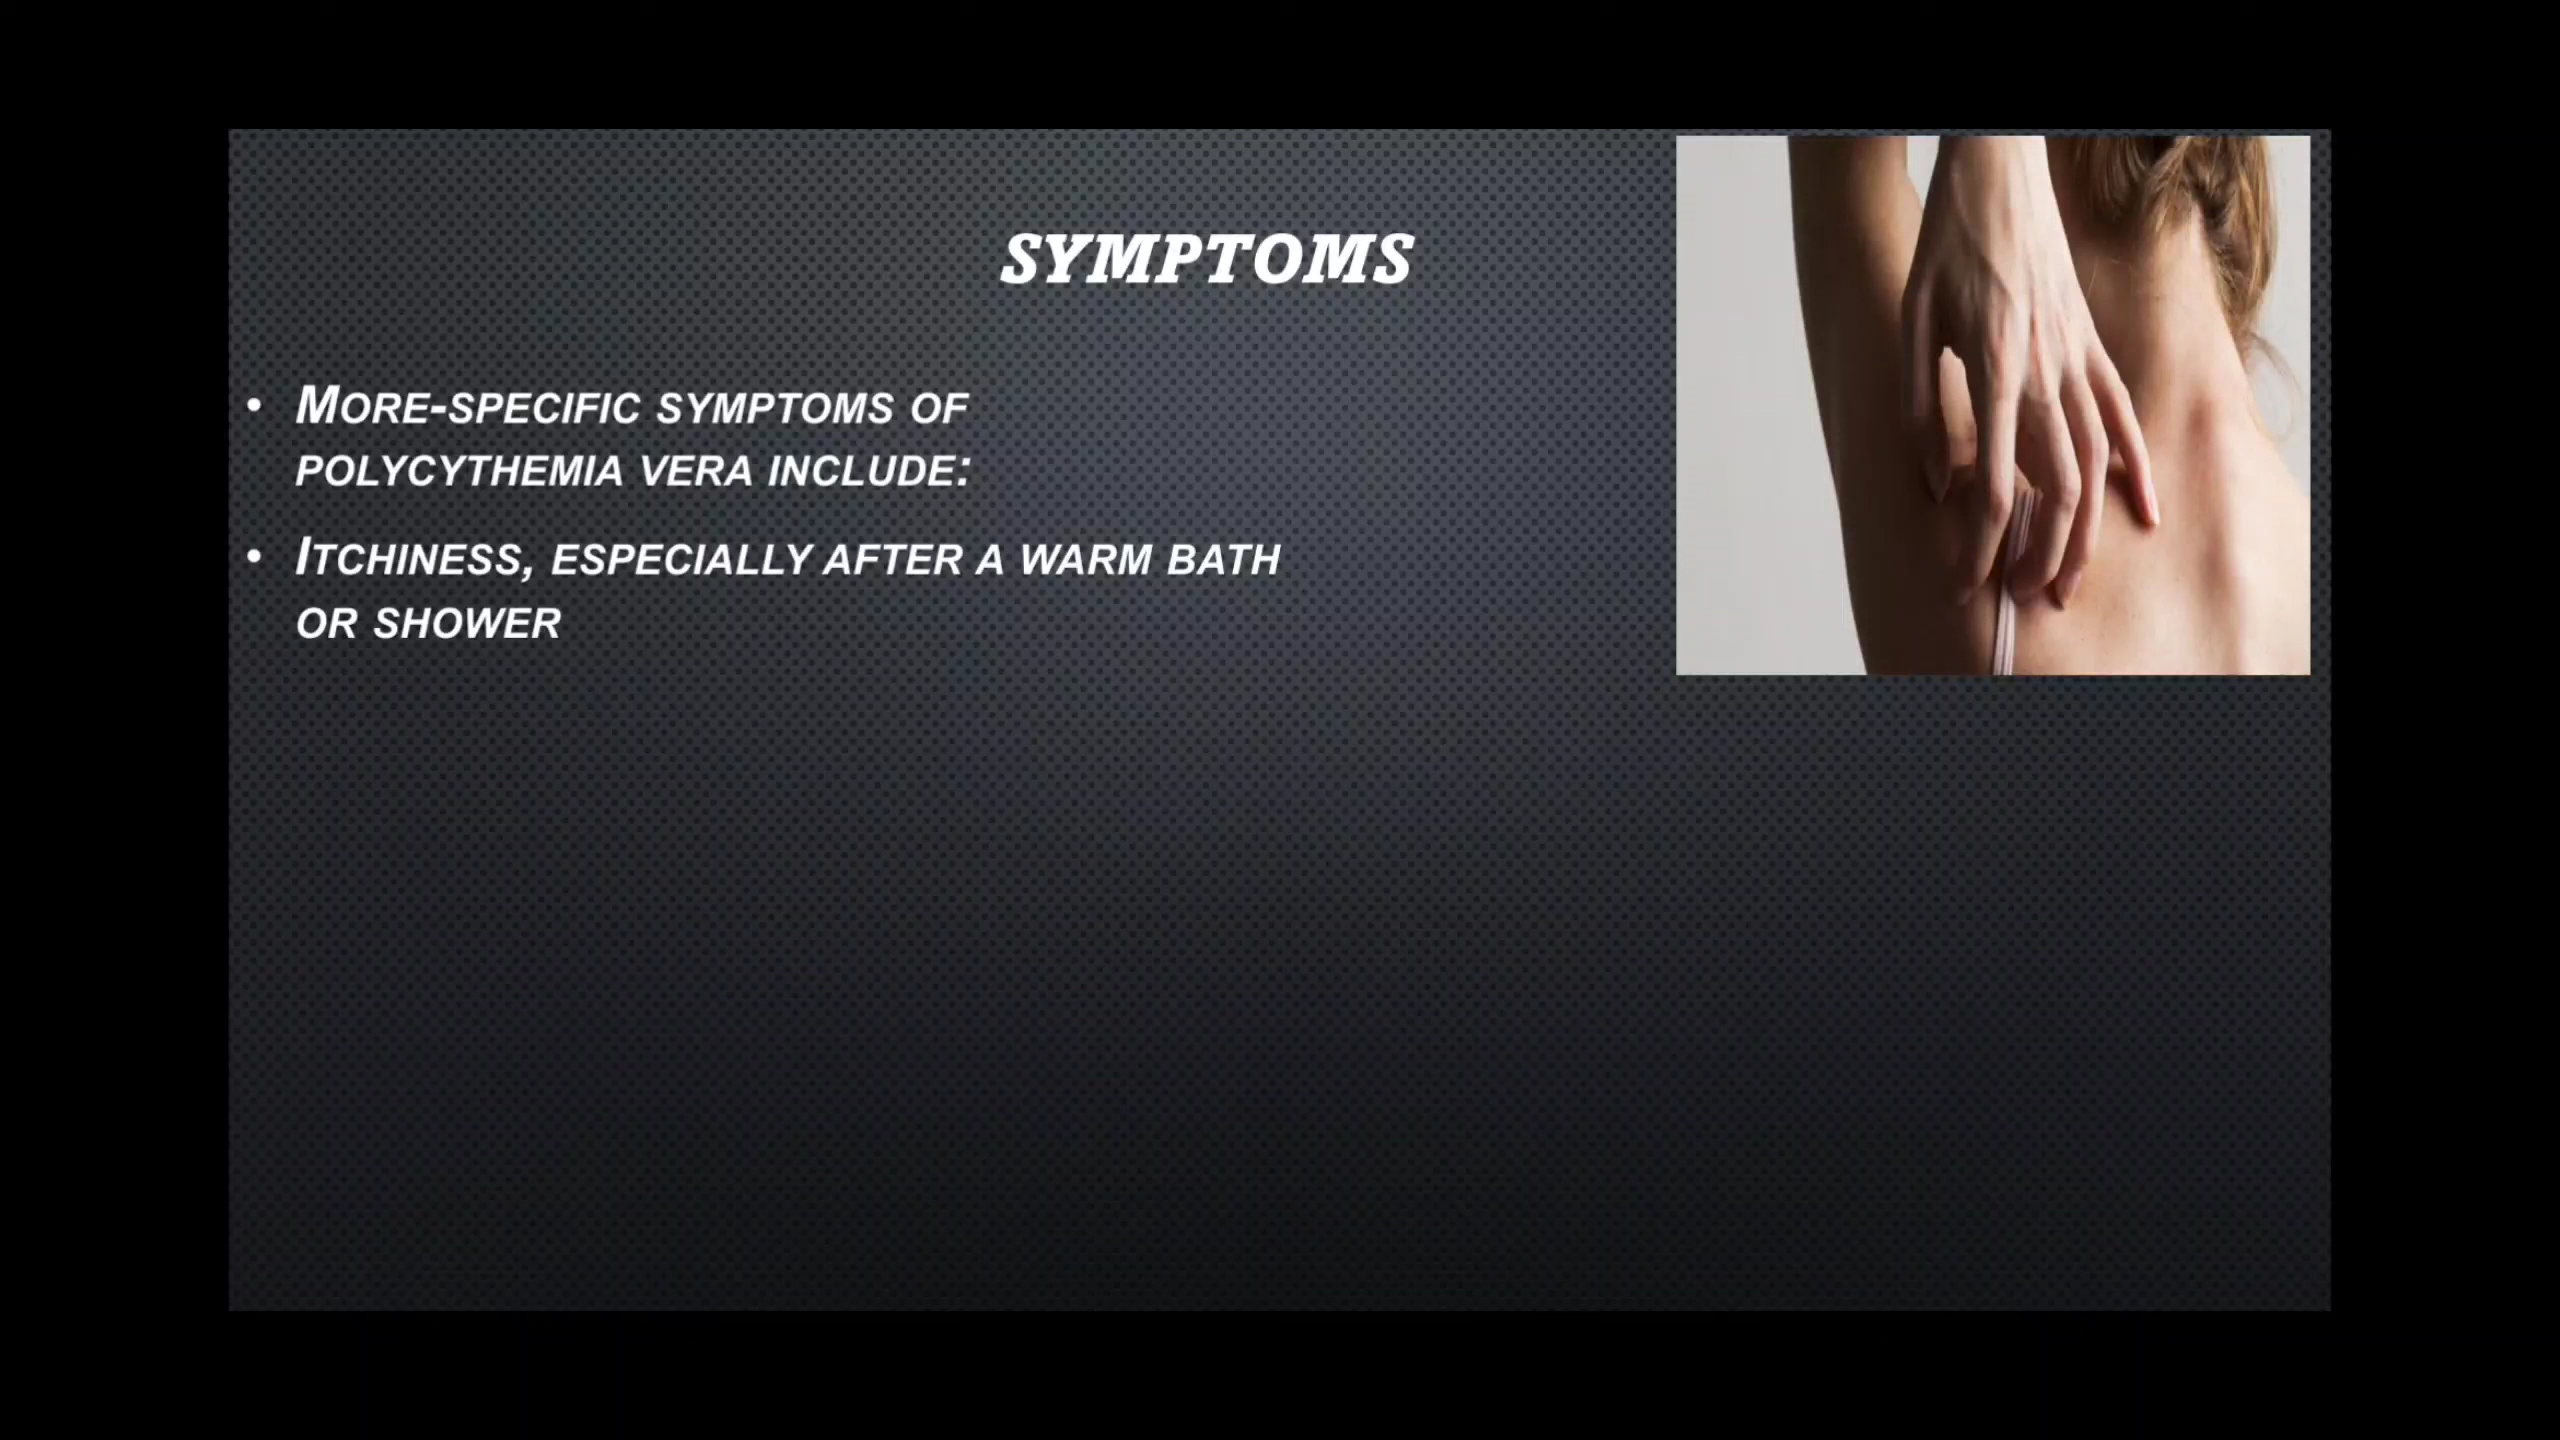 SYMPTOMS
• MORE-SPECIFIC SYMPTOMS OF
POLYCYTHEMIA VERA INCLUDE:
• ITCHINESS, ESPECIALLY AFTER A WARM BATH
OR SHOWER